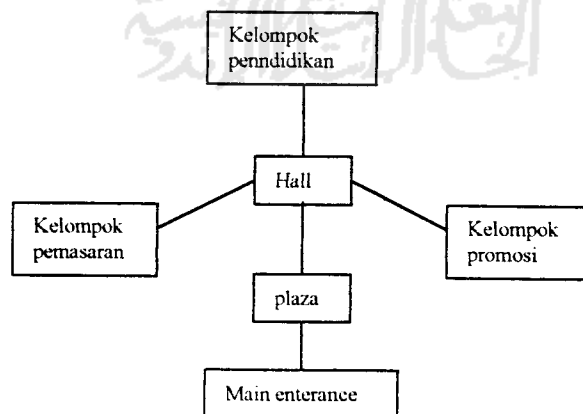 Kelompok
penndidikan
Hall
Kelompok
pemasaran
Kelompok
promosi
plaza
Main enterance